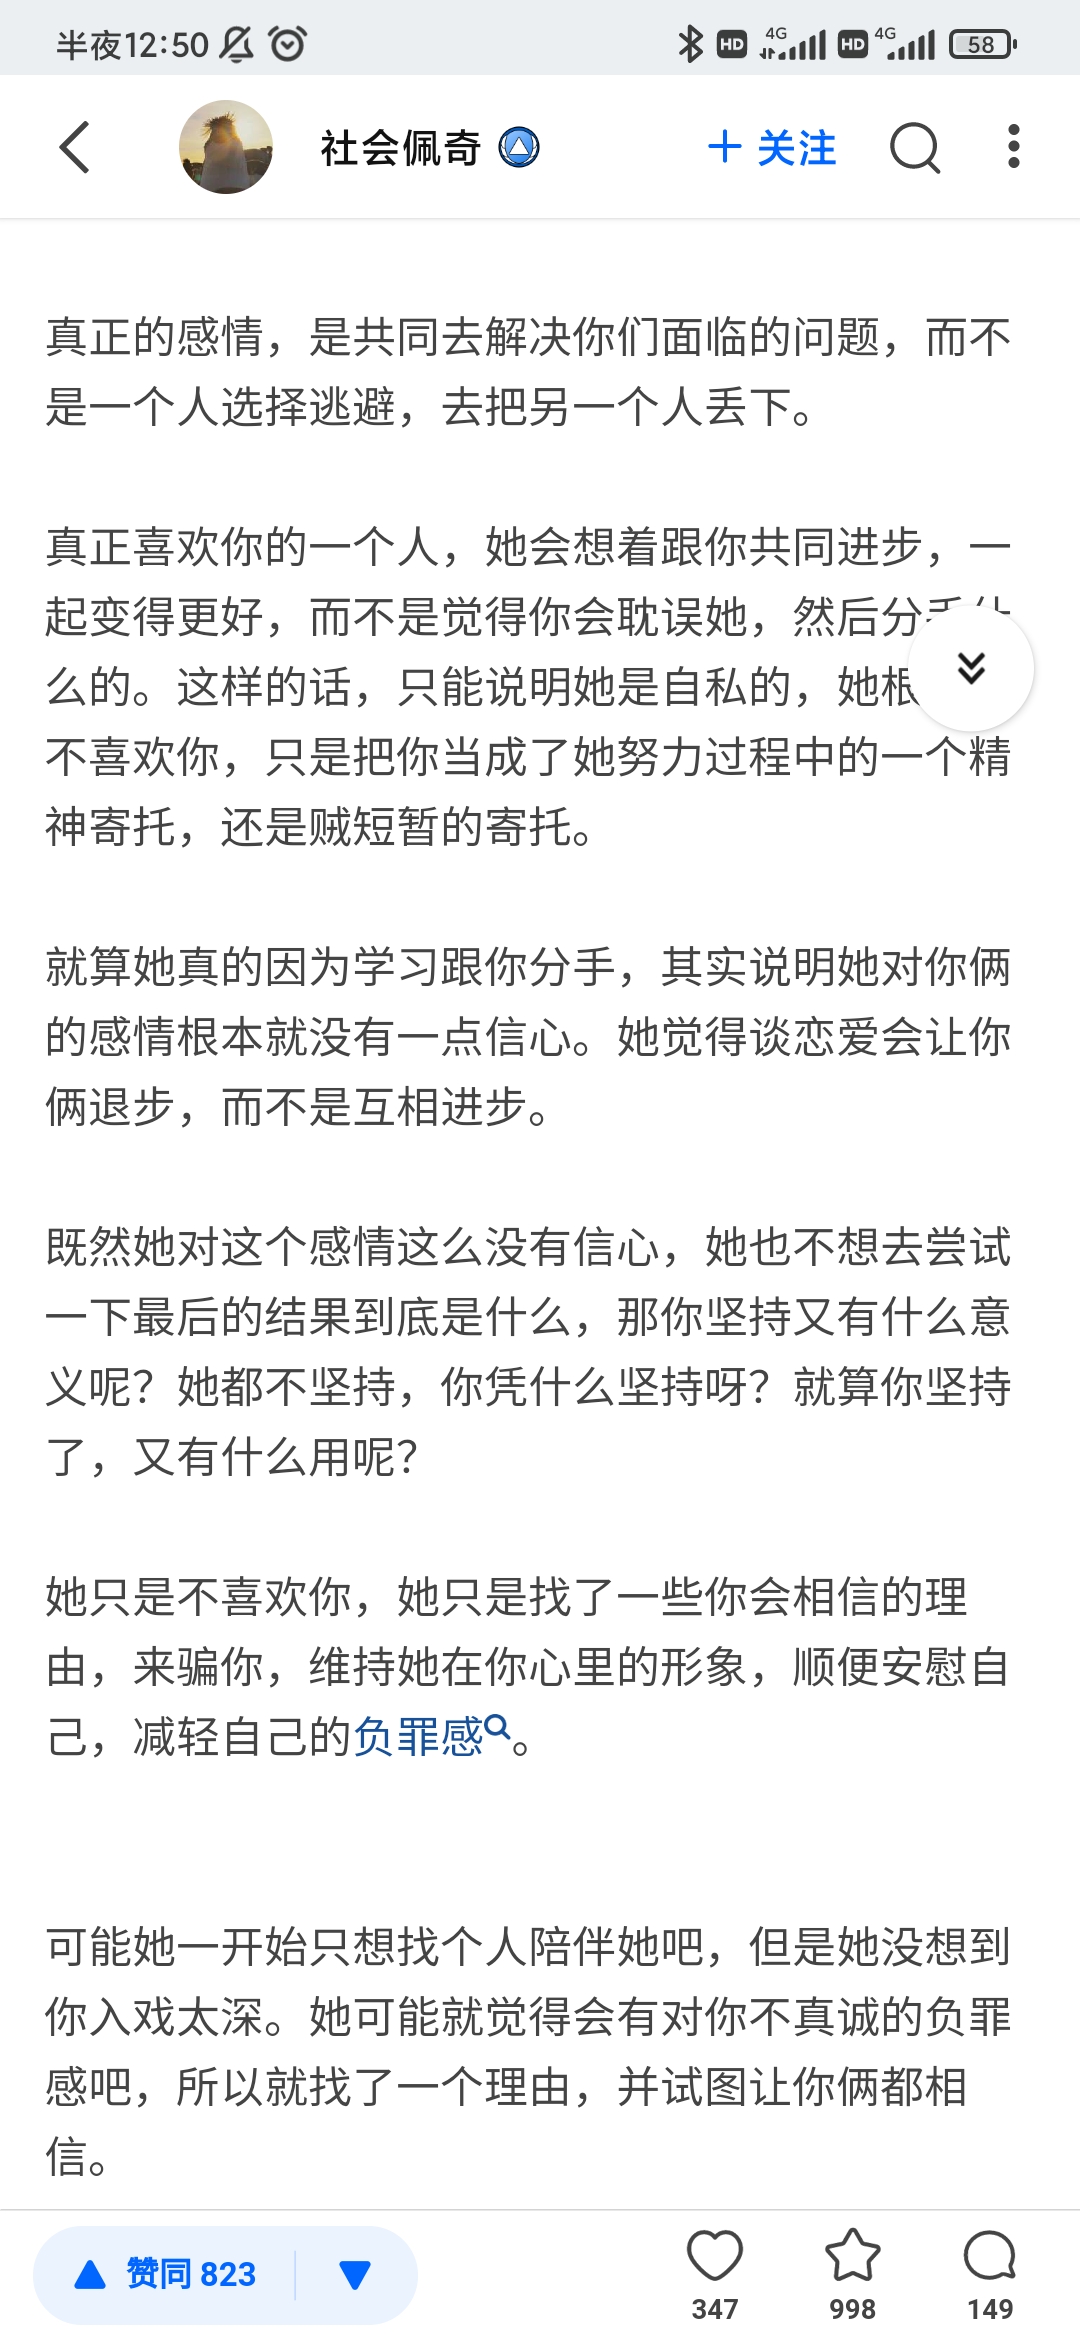 半夜12:50 HD 4G HD 4G 58
社会佩奇 + 关注
真正的感情，是共同去解决你们面临的问题，而不
是一个人选择逃避，去把另一个人丢下。
真正喜欢你的一个人，她会想着跟你共同进步，一
起变得更好，而不是觉得你会耽误她，然后分手什
么的。这样的话，只能说明她是自私的，她根
不喜欢你，只是把你当成了她努力过程中的一个精
神寄托，还是贼短暂的寄托。
就算她真的因为学习跟你分手，其实说明她对你俩
的感情根本就没有一点信心。她觉得谈恋爱会让你
俩退步，而不是互相进步。
既然她对这个感情这么没有信心，她也不想去尝试
一下最后的结果到底是什么，那你坚持又有什么意
义呢？她都不坚持，你凭什么坚持呀？就算你坚持
了，又有什么用呢？
她只是不喜欢你，她只是找了一些你会相信的理
由，来骗你，维持她在你心里的形象，顺便安慰自
己，减轻自己的负罪感。
可能她一开始只想找个人陪伴她吧，但是她没想到
你入戏太深。她可能就觉得会有对你不真诚的负罪
感吧，所以就找了一个理由，并试图让你俩都相
信。
赞同 823
347 998 149